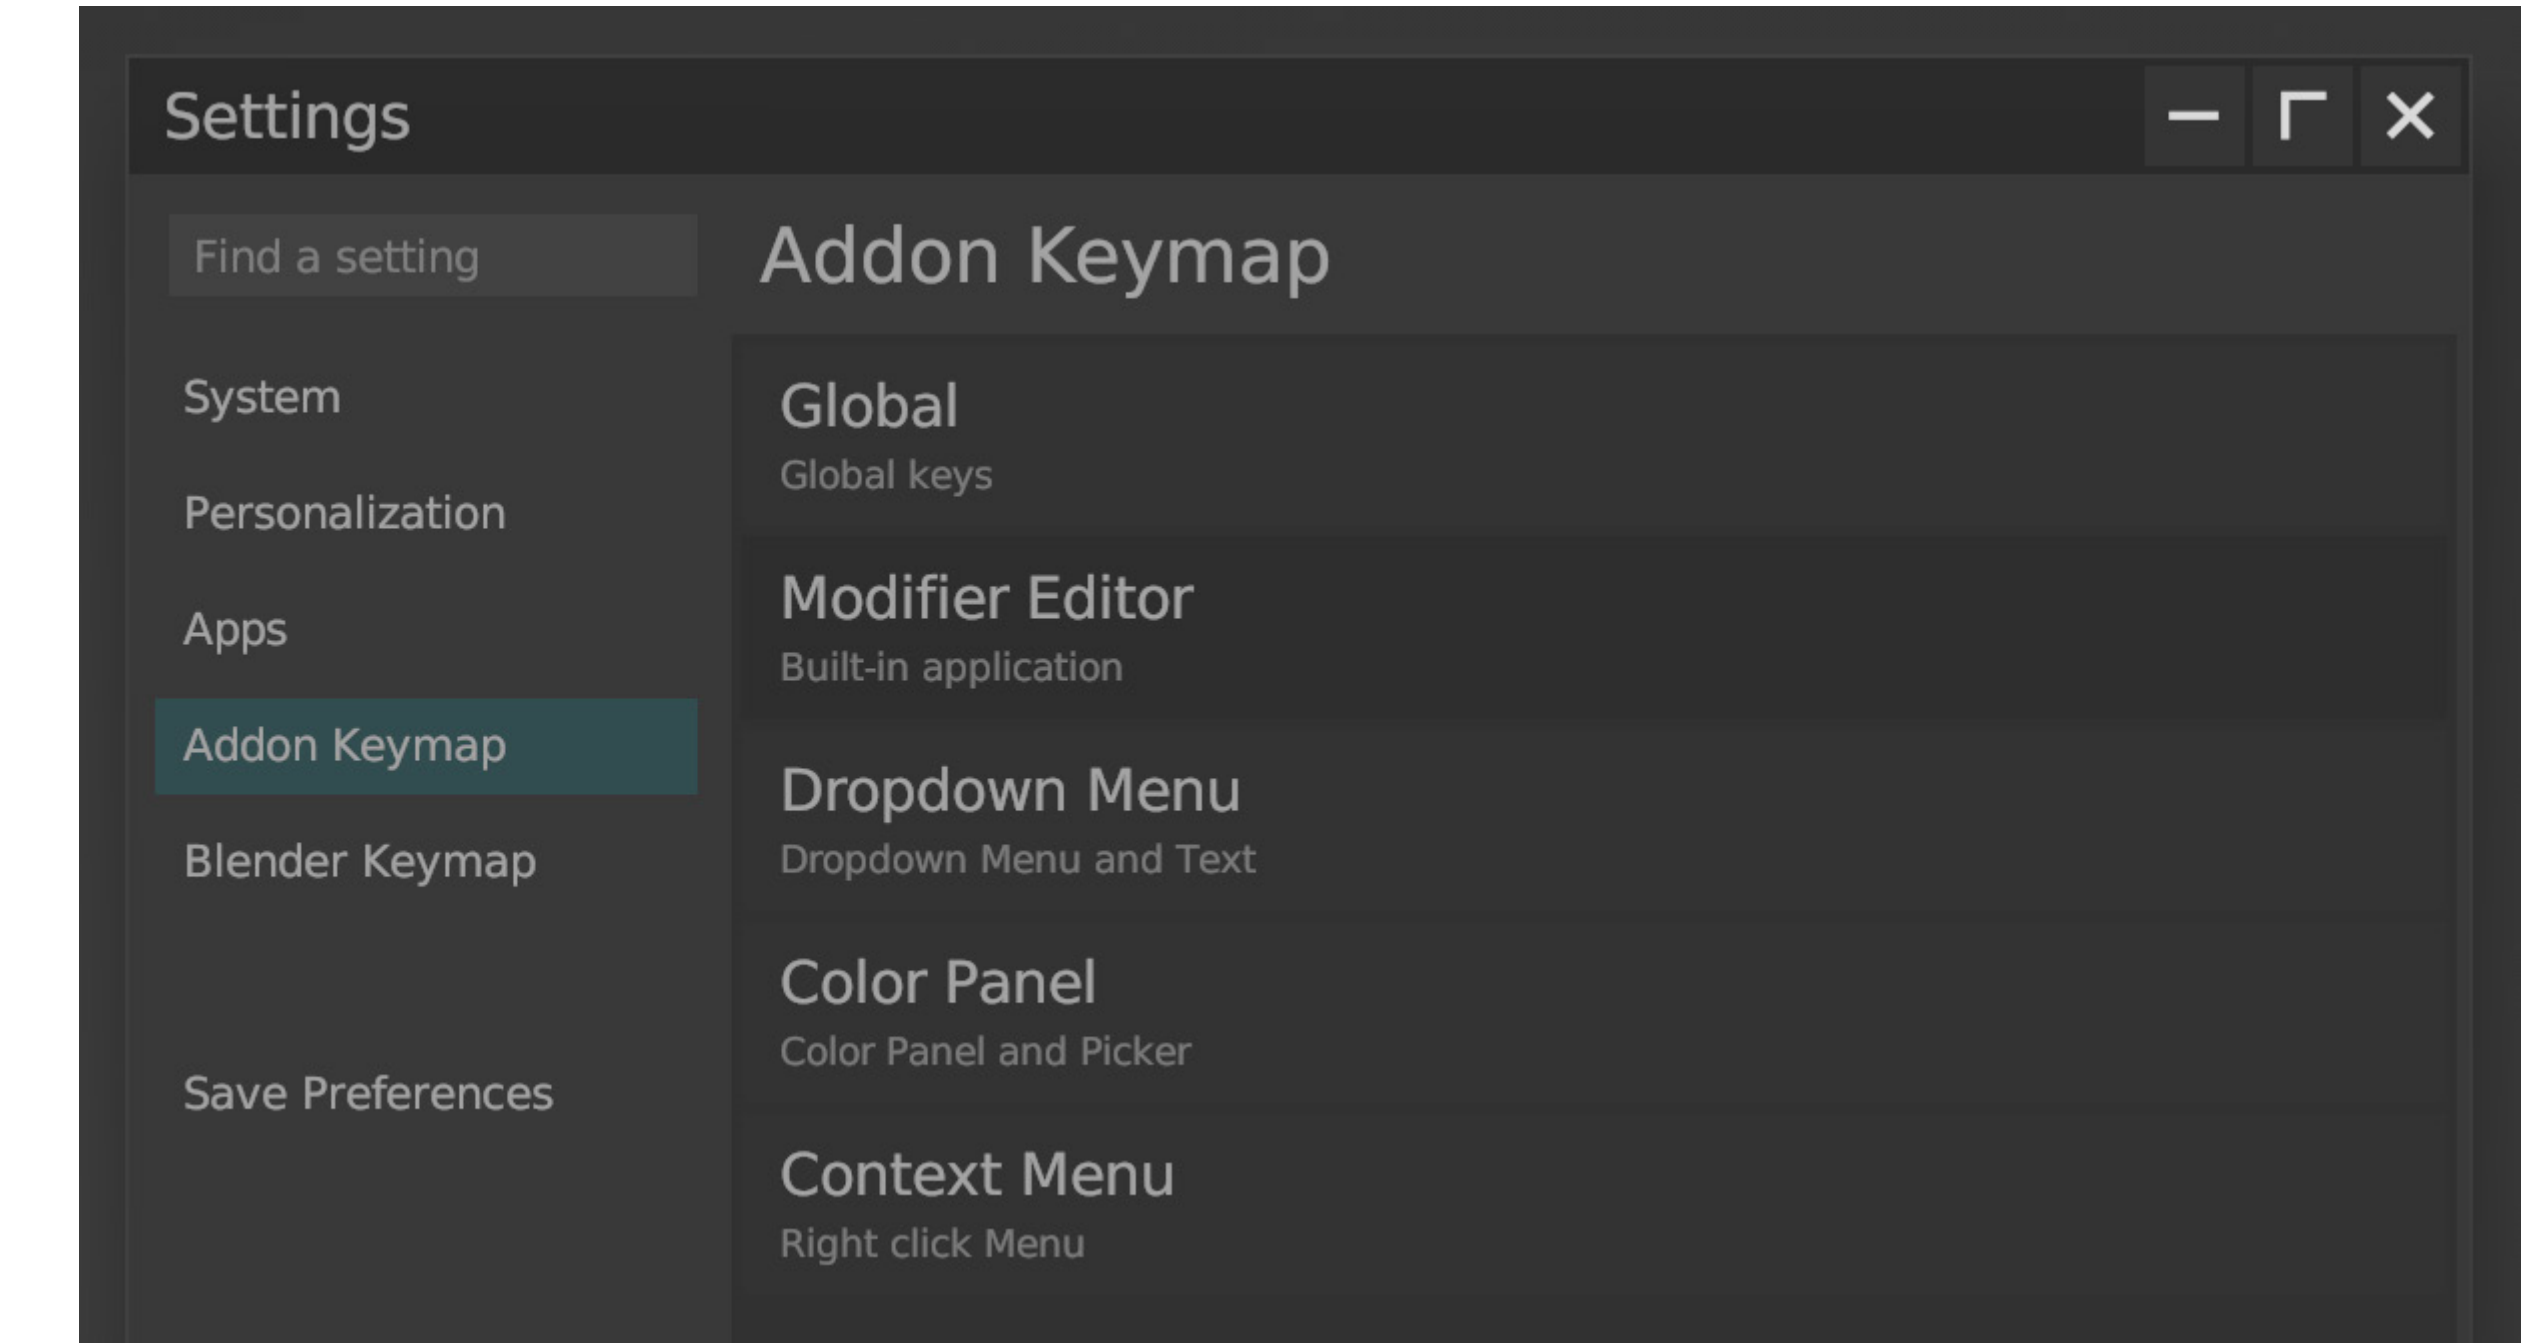 Settings
Find a setting
System
Personalization
Apps
Addon Keymap
Blender Keymap
Save Preferences
Addon Keymap
Global
Global keys
Modifier Editor
Built-in application
Dropdown Menu
Dropdown Menu and Text
Color Panel
Color Panel and Picker
Context Menu
Right click Menu